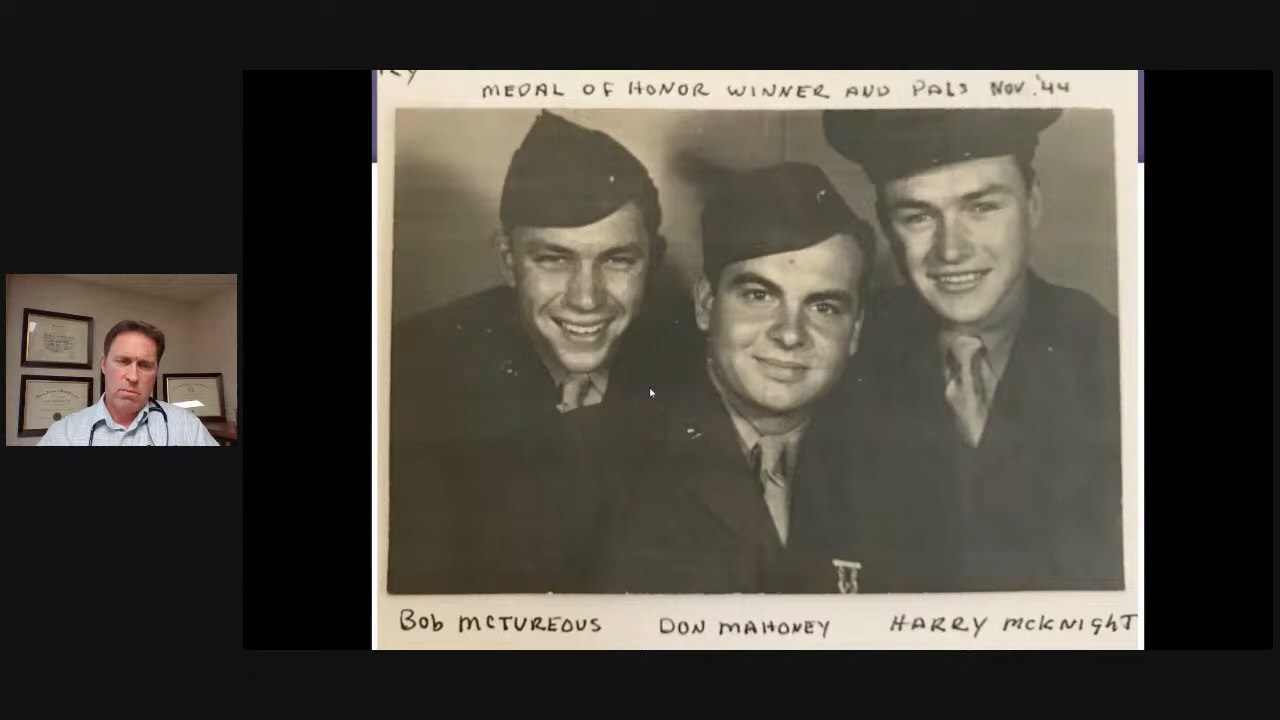 MEDAL OF HONOR WINNER AND PALS NOV. '44
BOb MCTUREOUS DON MAHONEY HARRY MCKNIGHT